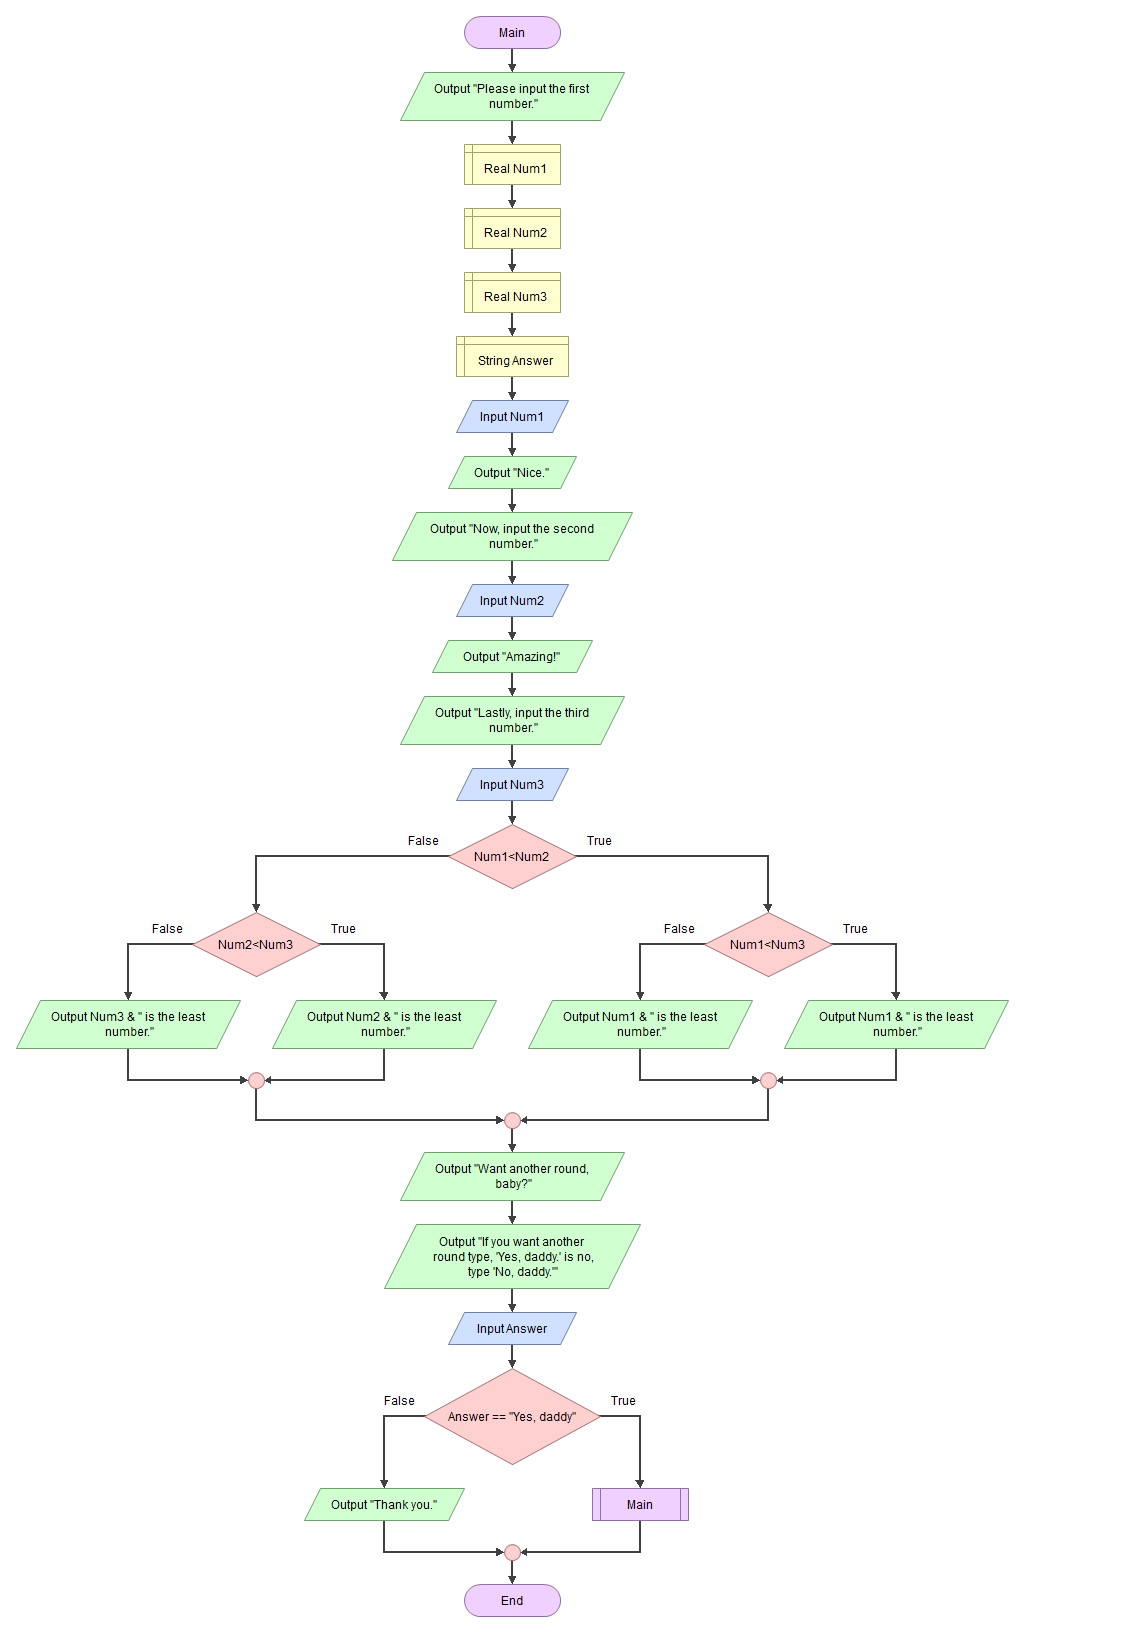 Main
Output "Please input the first
number."
Real Num1
Real Num2
Real Num3
String Answer
Input Num1
Output "Nice."
Output "Now, input the second
number."
Input Num2
Output "Amazing!"
Output "Lastly, input the third
number."
Input Num3
False
True
Num1<Num2
False
True
False
True
Num2<Num3
Num1<Num3
Output Num3 & " is the least
number."
Output Num2 & " is the least
number."
Output Num1 & " is the least
number."
Output Num1 & " is the least
number."
Output "Want another round,
baby?"
Output "If you want another
round type, 'Yes, daddy.' is no,
type 'No, daddy.'"
Input Answer
False
True
Answer == "Yes, daddy"
Output "Thank you."
Main
End